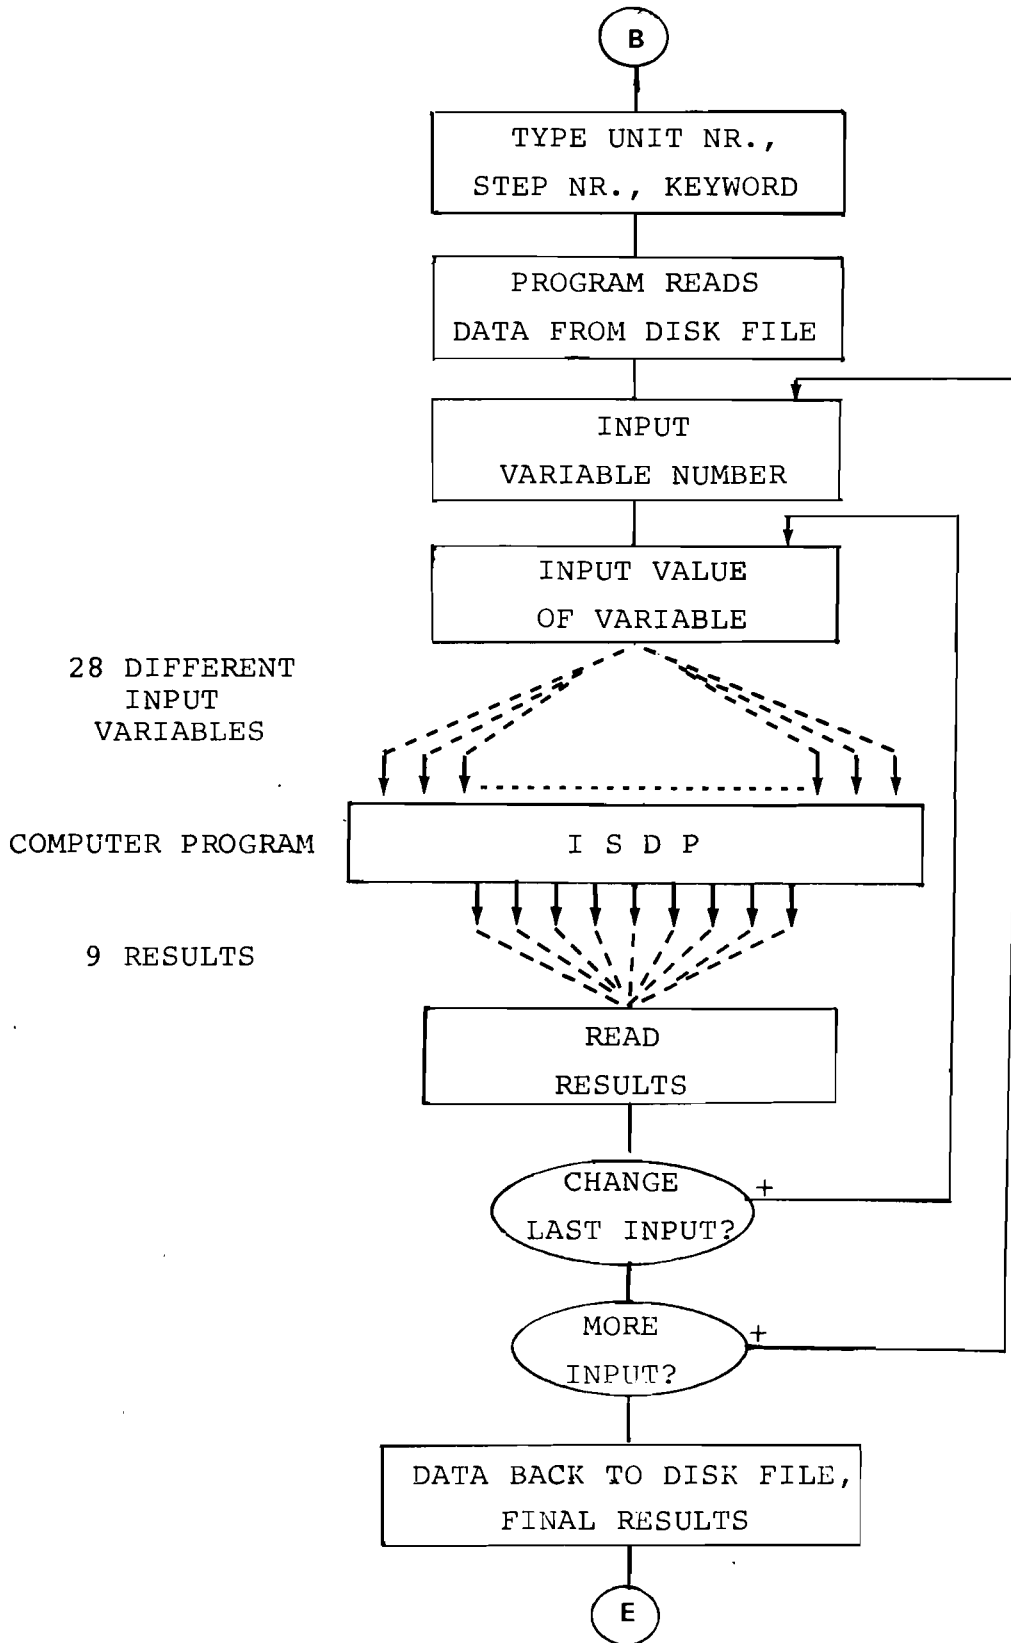 B
TYPE UNIT NR.,
STEP NR., KEYWORD
PROGRAM READS
DATA FROM DISK FILE
INPUT
VARIABLE NUMBER
INPUT VALUE
OF VARIABLE
28 DIFFERENT
INPUT
VARIABLES
COMPUTER PROGRAM
I S D P
9 RESULTS
READ
RESULTS
CHANGE
LAST INPUT?
+
MORE
INPUT?
+
DATA BACK TO DISK FILE,
FINAL RESULTS
E